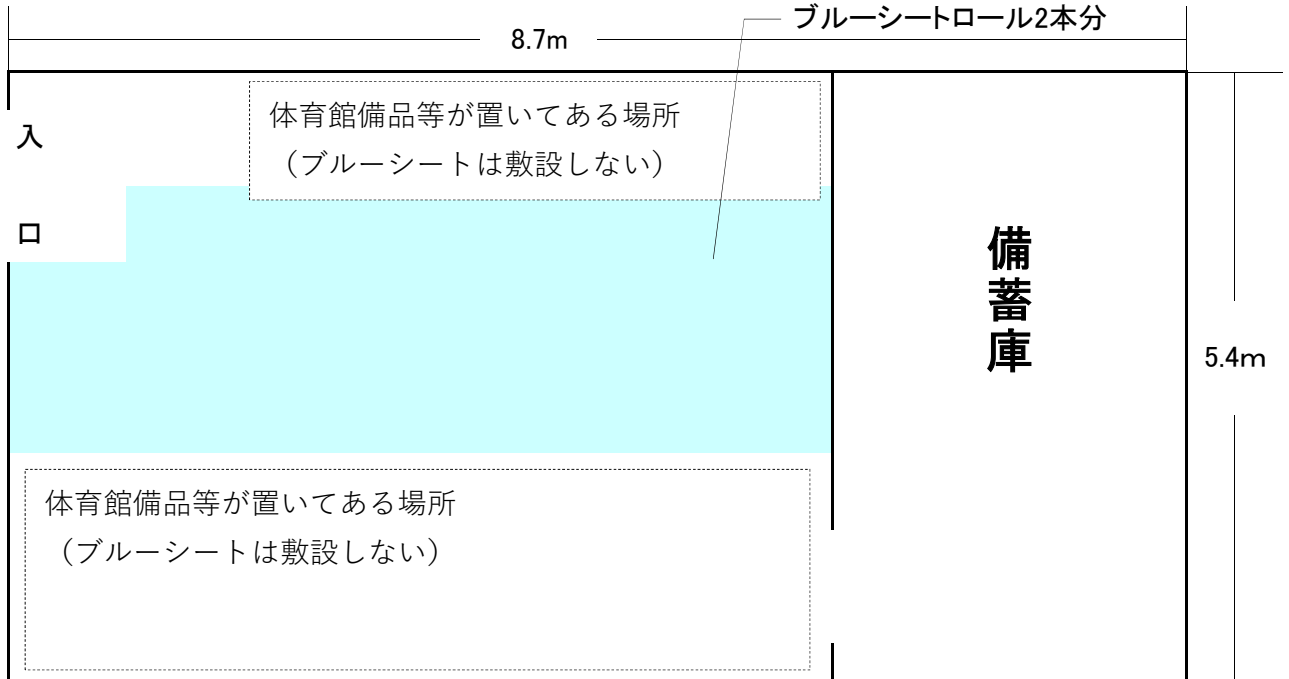 ブルーシートロール2本分
8.7m
体育館備品等が置いてある場所
（ブルーシートは敷設しない）
入
口
備蓄庫
5.4m
体育館備品等が置いてある場所
（ブルーシートは敷設しない）